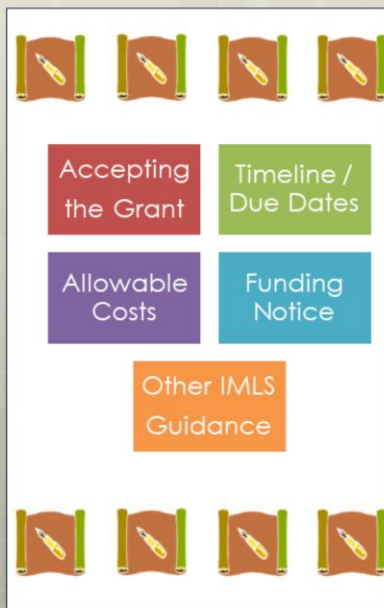 Accepting
the Grant
Timeline /
Due Dates
Allowable
Costs
Funding
Notice
Other IMLS
Guidance